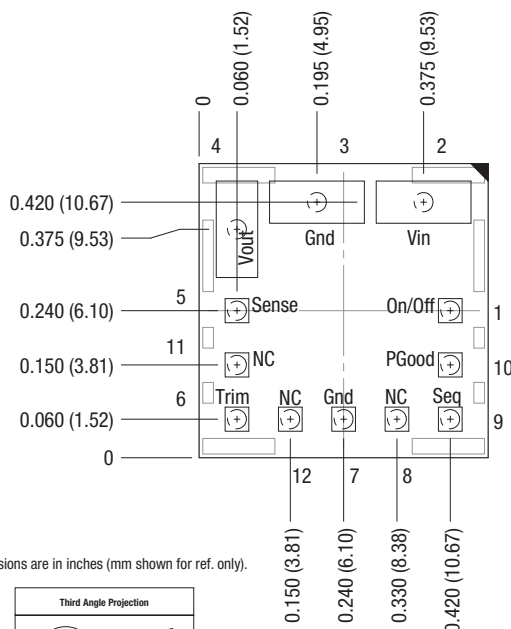 0
0.060 (1.52)
0.195 (4.95)
0.375 (9.53)
4
3
2
0.420 (10.67)
0.375 (9.53)
Vout
Gnd
Vin
5
0.240 (6.10)
Sense
On/Off
1
11
0.150 (3.81)
NC
PGood
10
6
0.060 (1.52)
Trim
NC
Gnd
NC
Seq
9
0
12
7
8
0.150 (3.81)
0.240 (6.10)
0.330 (8.38)
0.420 (10.67)
sions are in inches (mm shown for ref. only).
Third Angle Projection